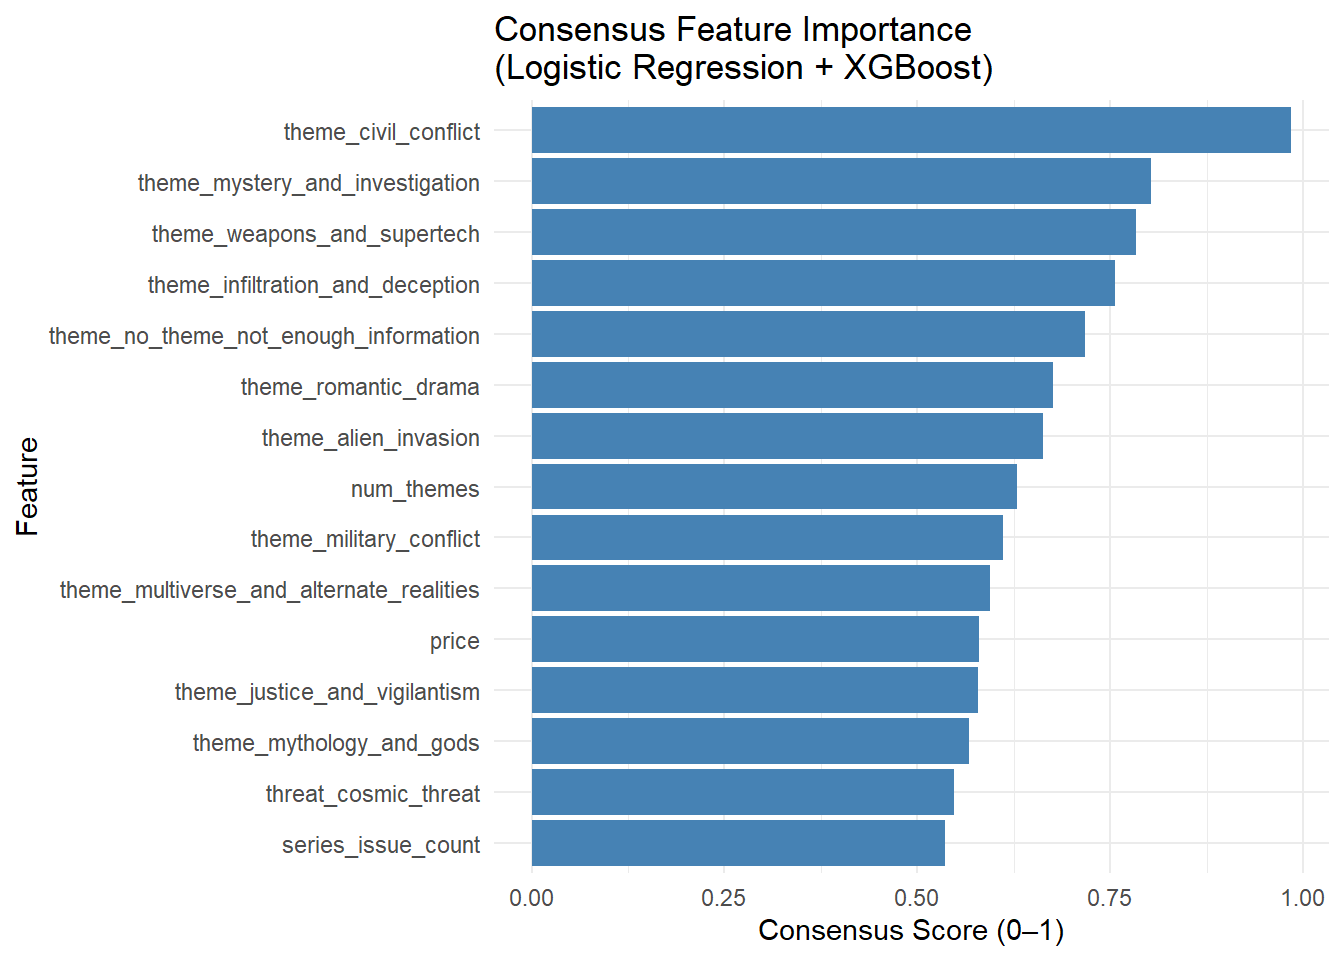 Consensus Feature Importance
(Logistic Regression + XGBoost)
Feature
theme_civil_conflict
theme_mystery_and_investigation
theme_weapons_and_supertech
theme_infiltration_and_deception
theme_no_theme_not_enough_information
theme_romantic_drama
theme_alien_invasion
num_themes
theme_military_conflict
theme_multiverse_and_alternate_realities
price
theme_justice_and_vigilantism
theme_mythology_and_gods
threat_cosmic_threat
series_issue_count
0.00 0.25 0.50 0.75 1.00
Consensus Score (0–1)